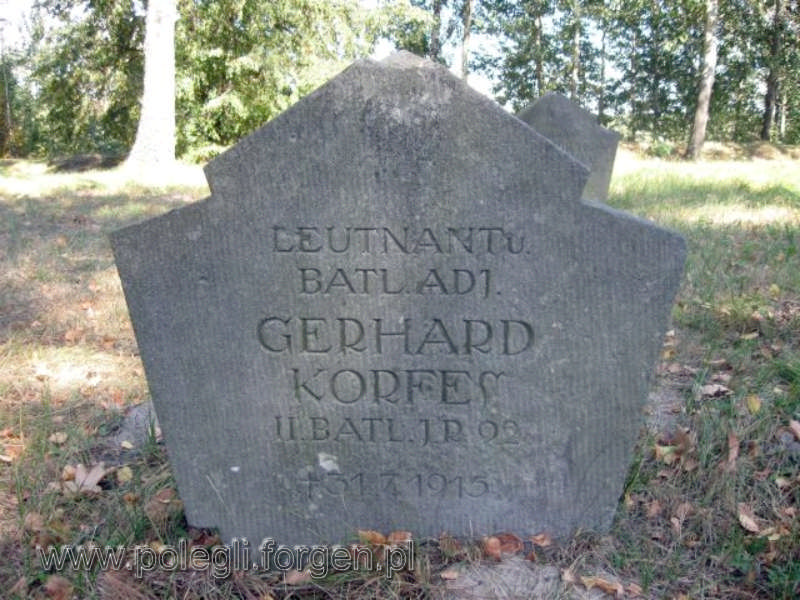 LEUTNANT u.
BATL. ADJ.
GERHARD
KORFES
II. BATL. J.R. 92
† 31.7.1915
www.polegli.forgen.pl